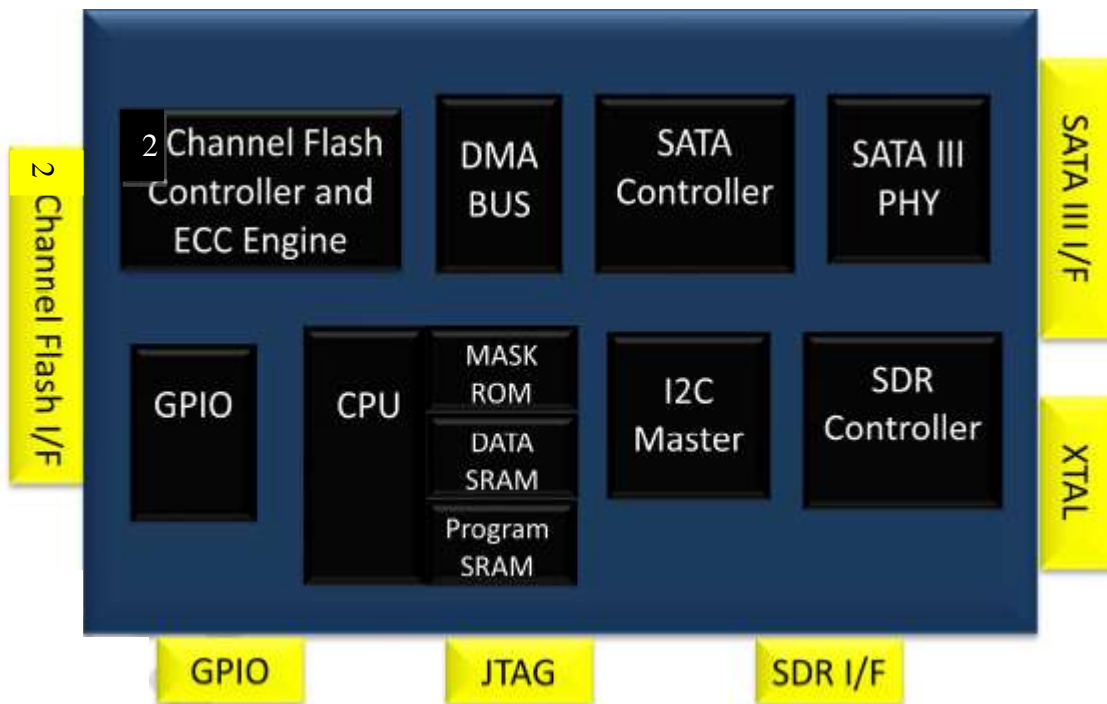 2 Channel Flash
Controller and
ECC Engine
DMA
BUS
SATA
Controller
SATA III
PHY
SATA III I/F
2 Channel Flash I/F
GPIO
CPU
MASK
ROM
DATA
SRAM
Program
SRAM
I2C
Master
SDR
Controller
XTAL
GPIO
JTAG
SDR I/F